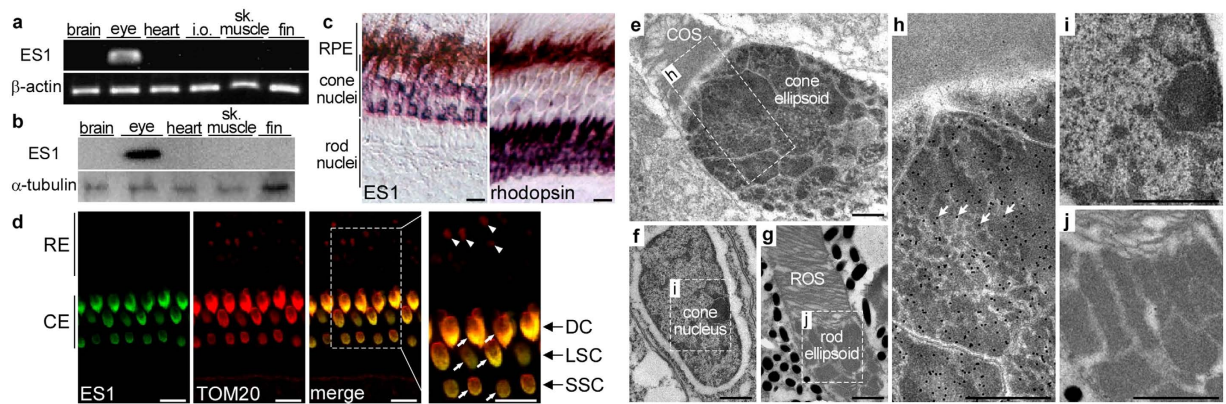 a
brain eye heart i.o. sk. muscle fin
ES1
β-actin
b
brain eye heart sk. muscle fin
ES1
α-tubulin
c
RPE
cone nuclei
rod nuclei
ES1
rhodopsin
d
RE
CE
ES1
TOM20
merge
DC
LSC
SSC
e
COS
h
cone ellipsoid
f
i
cone nucleus
g
ROS
j
rod ellipsoid
h
i
j